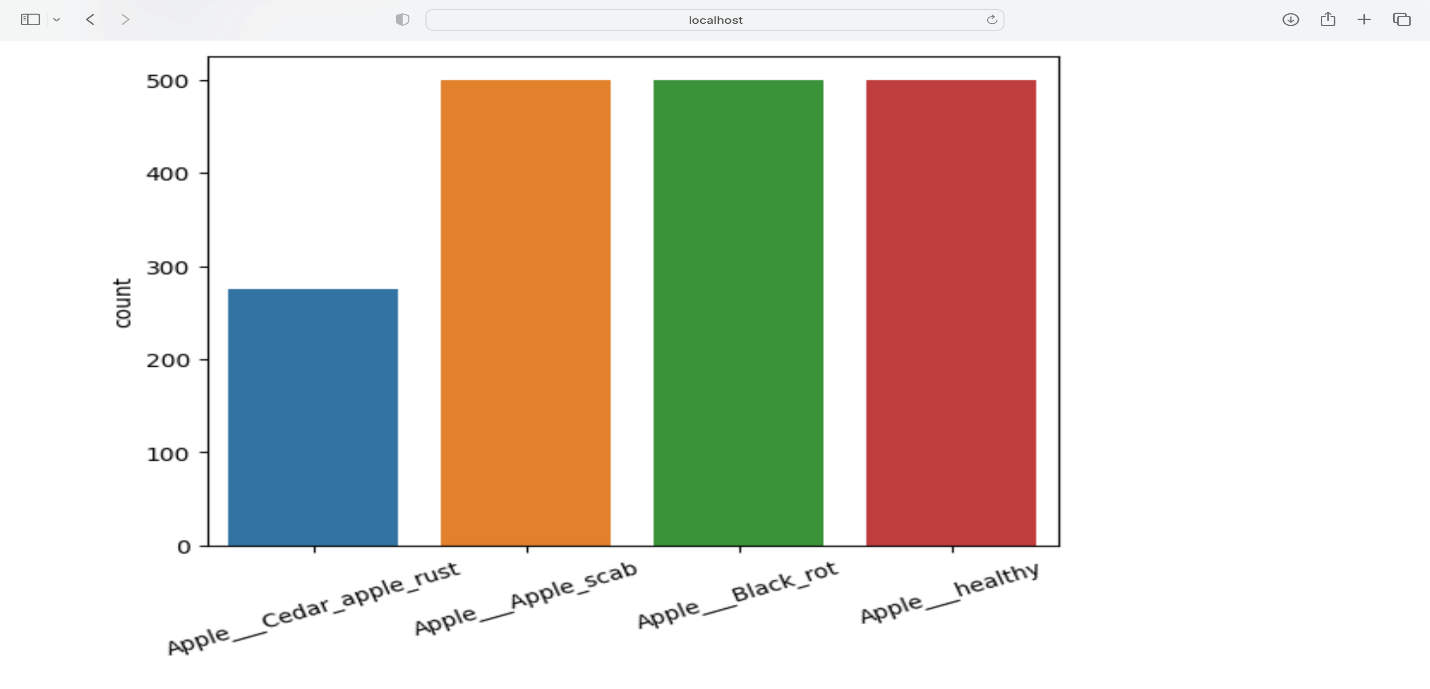 localhost
500
400
300
200
100
0
count
Apple___Cedar_apple_rust
Apple___Apple_scab
Apple___Black_rot
Apple___healthy